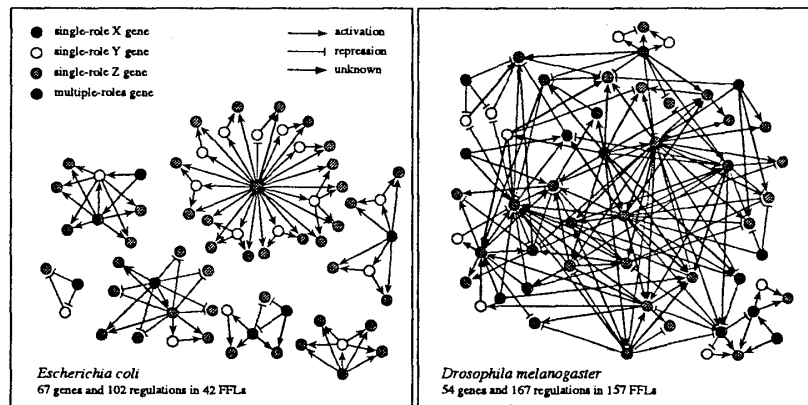 single-role X gene
single-role Y gene
single-role Z gene
multiple-roles gene
activation
repression
unknown
Escherichia coli
67 genes and 102 regulations in 42 FFLs
Drosophila melanogaster
54 genes and 167 regulations in 157 FFLs